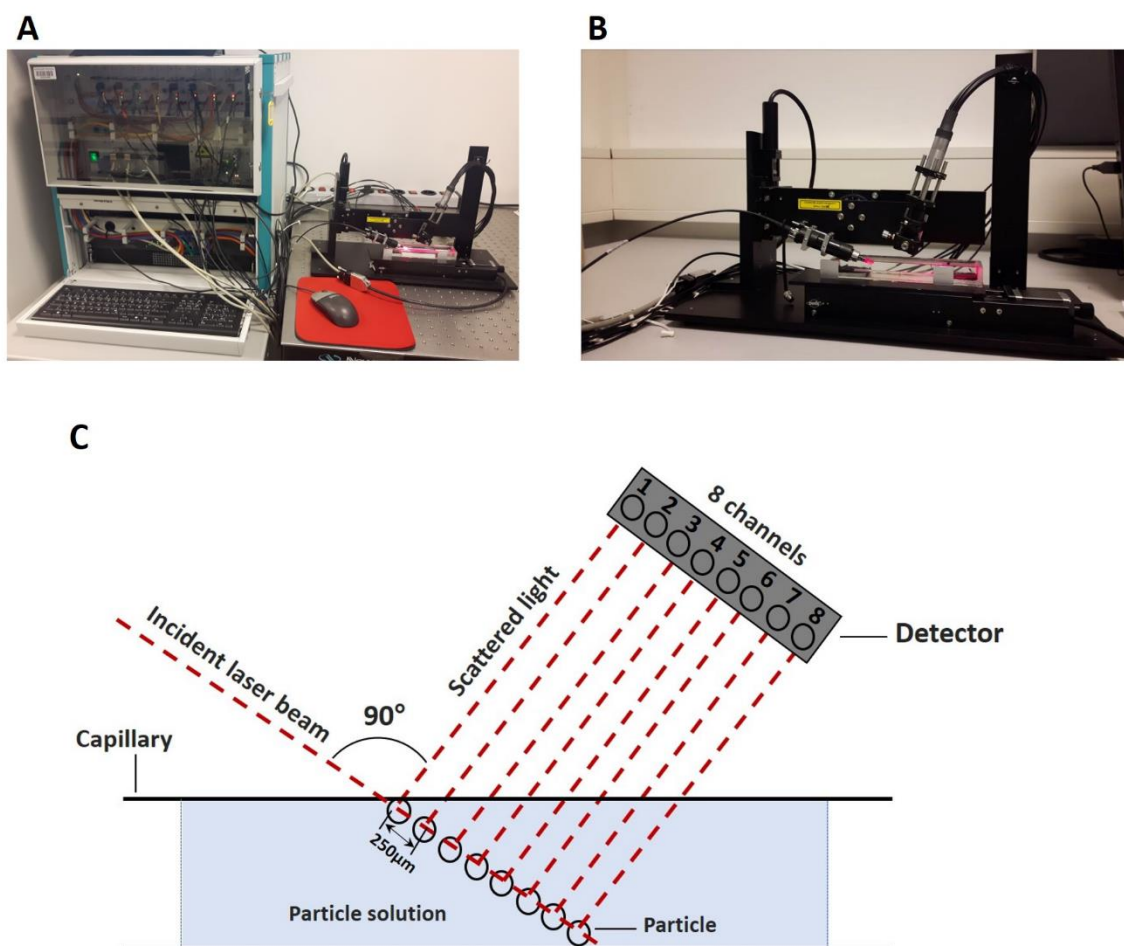 A
B
C
8 channels
1 2 3 4 5 6 7 8
Detector
Scattered light
Incident laser beam
90°
Capillary
250µm
Particle solution
Particle